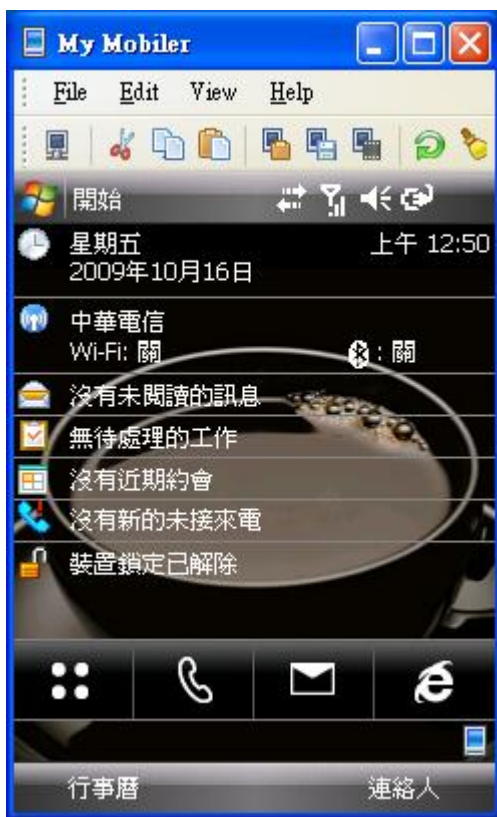 My Mobiler
File Edit View Help
開始
星期五 上午 12:50
2009年10月16日
中華電信
Wi-Fi: 關 : 關
沒有未閱讀的訊息
無待處理的工作
沒有近期約會
沒有新的未接來電
裝置鎖定已解除
行事曆 連絡人